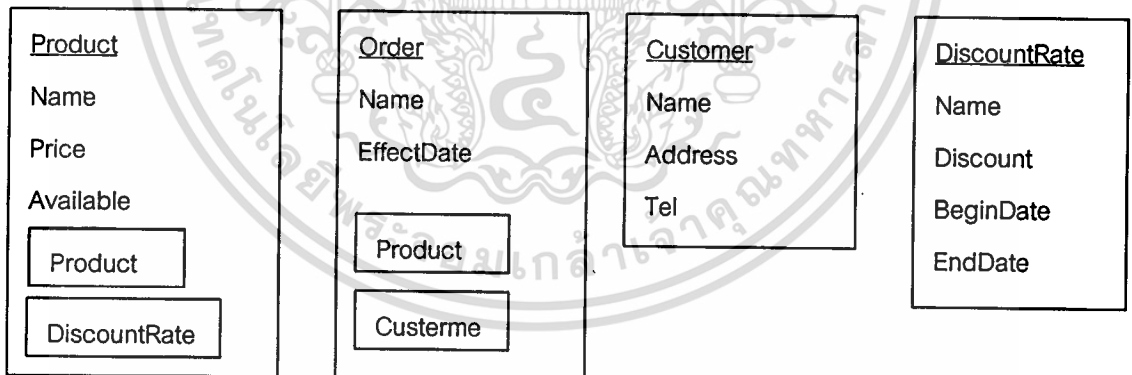 Product
Name
Price
Available
Product
DiscountRate
Order
Name
EffectDate
Product
Custerme
Customer
Name
Address
Tel
DiscountRate
Name
Discount
BeginDate
EndDate